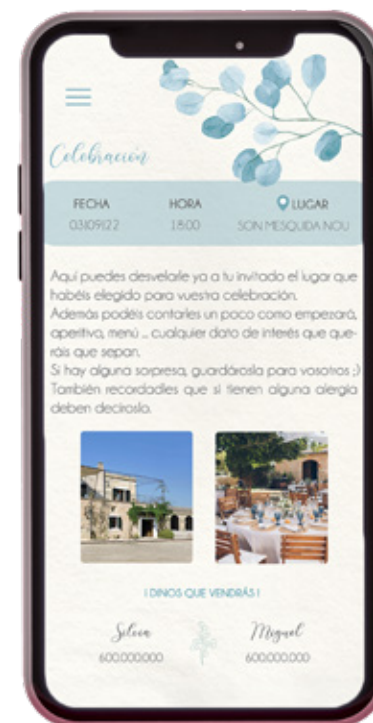 Celebración
FECHA HORA LUGAR
03|09|22 18:00 SON MESQUIDA NOU
Aquí puedes desvelarle ya a tu invitado el lugar que
habéis elegido para vuestra celebración.
Además podéis contarles un poco como empezará,
aperitivo, menú ... cualquier dato de interés que que-
ráis que sepan.
Si hay alguna sorpresa, guardárosla para vosotros ;)
También recordadles que si tienen alguna alergia
deben decíroslo.
¡ DINOS QUE VENDRÁS !
Silvia Miguel
600.000.000 600.000.000